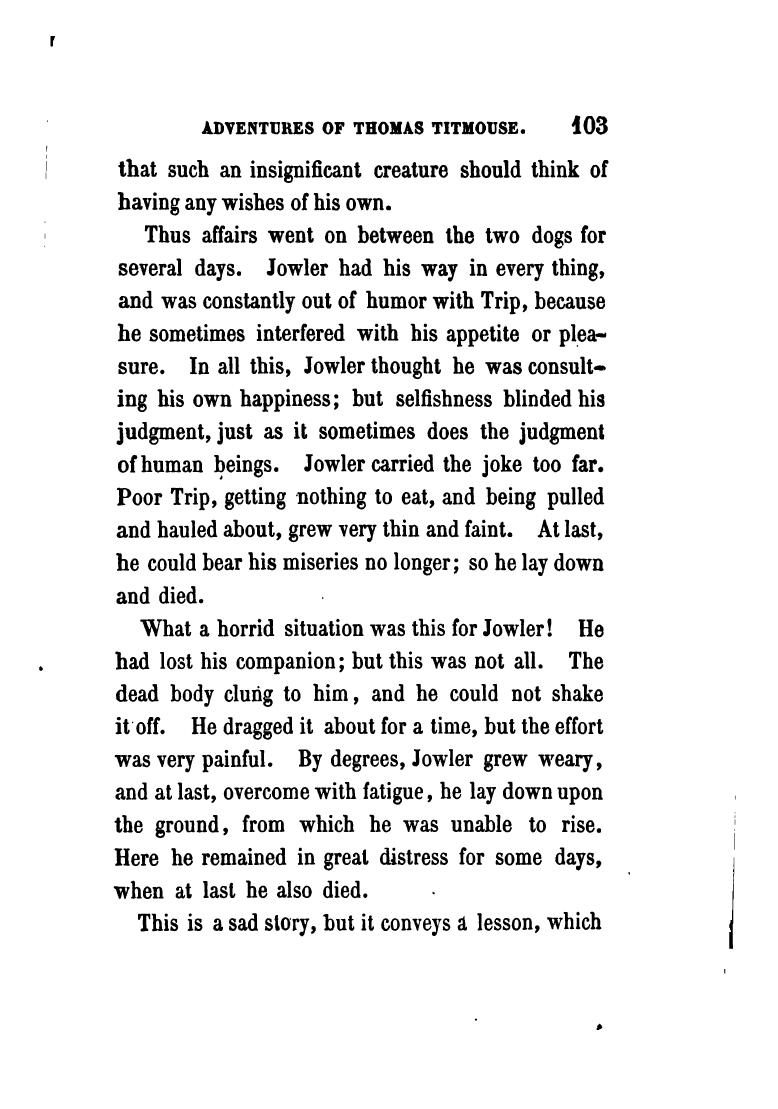 ADVENTURES OF THOMAS TITMOUSE. 103
that such an insignificant creature should think of
having any wishes of his own.
Thus affairs went on between the two dogs for
several days. Jowler had his way in every thing,
and was constantly out of humor with Trip, because
he sometimes interfered with his appetite or plea-
sure. In all this, Jowler thought he was consult-
ing his own happiness; but selfishness blinded his
judgment, just as it sometimes does the judgment
of human beings. Jowler carried the joke too far.
Poor Trip, getting nothing to eat, and being pulled
and hauled about, grew very thin and faint. At last,
he could bear his miseries no longer; so he lay down
and died.
What a horrid situation was this for Jowler! He
had lost his companion; but this was not all. The
dead body clung to him, and he could not shake
it off. He dragged it about for a time, but the effort
was very painful. By degrees, Jowler grew weary,
and at last, overcome with fatigue, he lay down upon
the ground, from which he was unable to rise.
Here he remained in great distress for some days,
when at last he also died.
This is a sad story, but it conveys a lesson, which